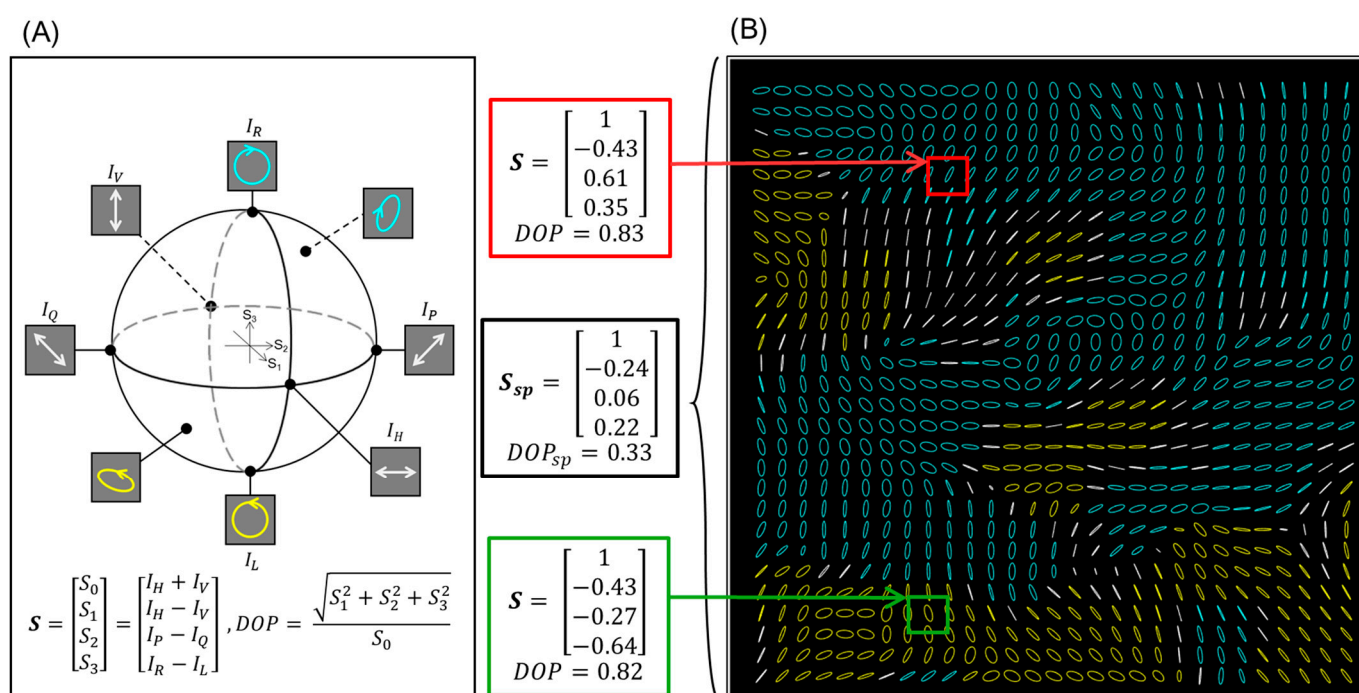 (A)
(B)
I_R
I_V
I_Q
I_P
S_3
S_2
S_1
I_H
I_L
S = [S_0 S_1 S_2 S_3] = [I_H + I_V I_H − I_V I_P − I_Q I_R − I_L], DOP = √(S_1^2 + S_2^2 + S_3^2) / S_0
S = [1 −0.43 0.61 0.35]
DOP = 0.83
S_sp = [1 −0.24 0.06 0.22]
DOP_sp = 0.33
S = [1 −0.43 −0.27 −0.64]
DOP = 0.82